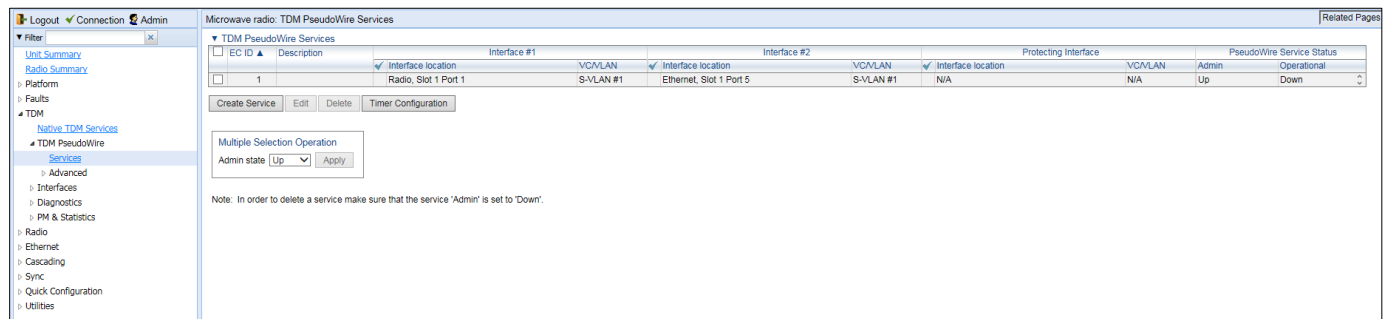 Logout Connection Admin
Microwave radio: TDM PseudoWire Services
Related Pages
▼ Filter
Unit Summary
Radio Summary
Platform
Faults
TDM
Native TDM Services
TDM PseudoWire
Services
Advanced
Interfaces
Diagnostics
PM & Statistics
Radio
Ethernet
Cascading
Sync
Quick Configuration
Utilities
▼ TDM PseudoWire Services
EC ID ▲ Description Interface #1 Interface #2 Protecting Interface PseudoWire Service Status
Interface location VC/VLAN Interface location VC/VLAN Interface location VC/VLAN Admin Operational
1 Radio, Slot 1 Port 1 S-VLAN #1 Ethernet, Slot 1 Port 5 S-VLAN #1 N/A N/A Up Down
Create Service Edit Delete Timer Configuration
Multiple Selection Operation
Admin state Up Apply
Note: In order to delete a service make sure that the service 'Admin' is set to 'Down'.